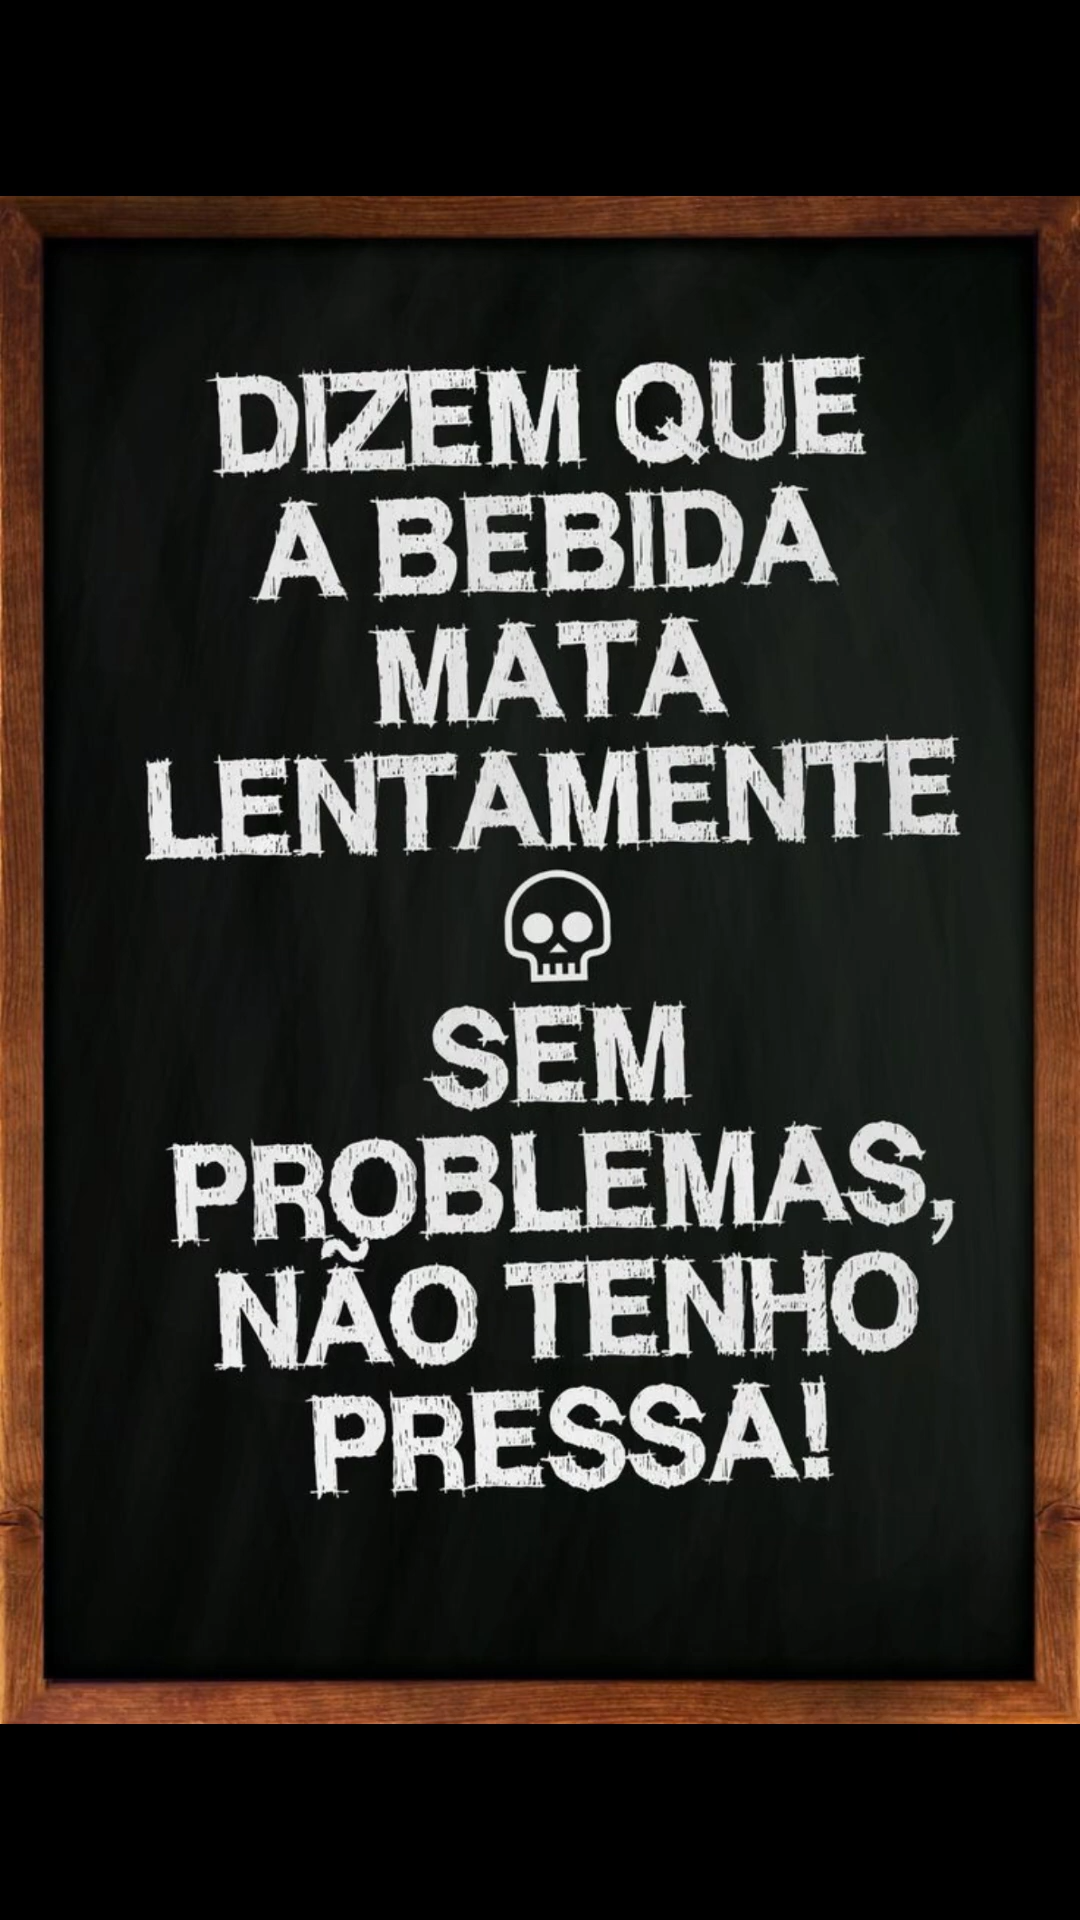 DIZEM QUE
A BEBIDA
MATA
LENTAMENTE
SEM
PROBLEMAS,
NÃO TENHO
PRESSA!